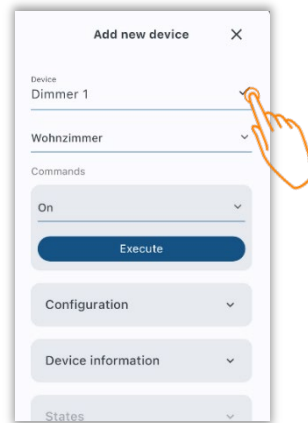 Add new device
Device
Dimmer 1
Wohnzimmer
Commands
On
Execute
Configuration
Device information
States